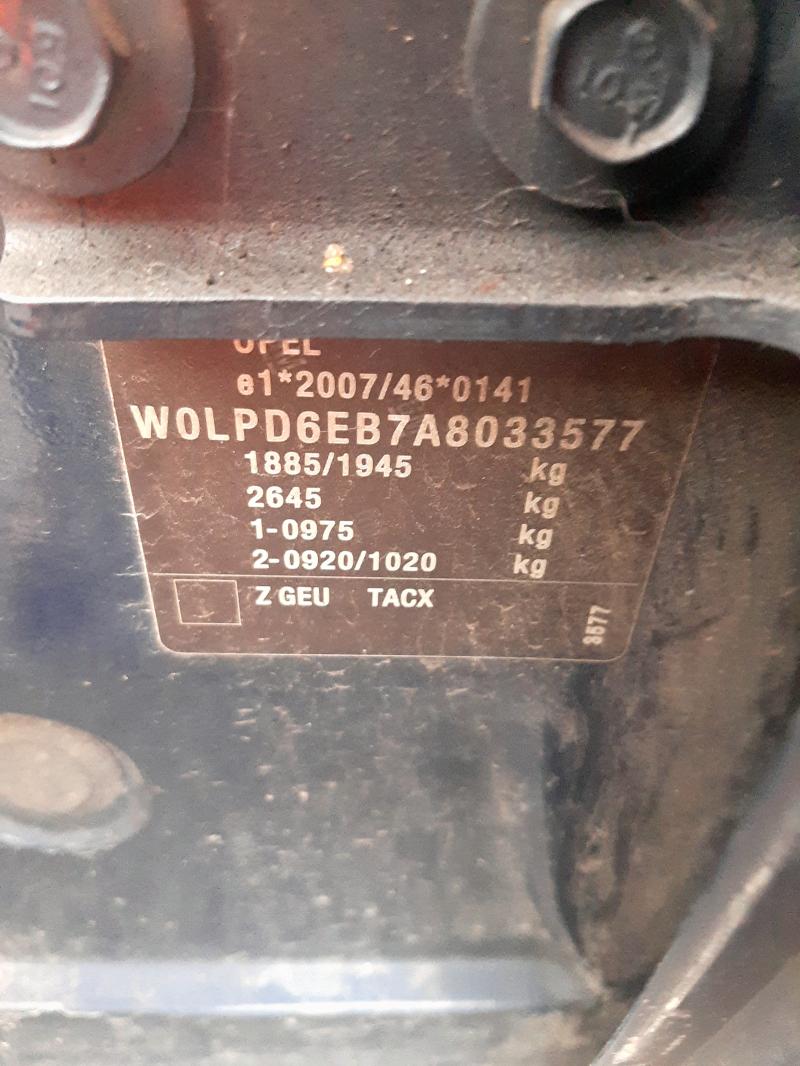 OPEL
e1*2007/46*0141
W0LPD6EB7A8033577
1885/1945 kg
2645 kg
1-0975 kg
2-0920/1020 kg
Z GEU TACX
3577